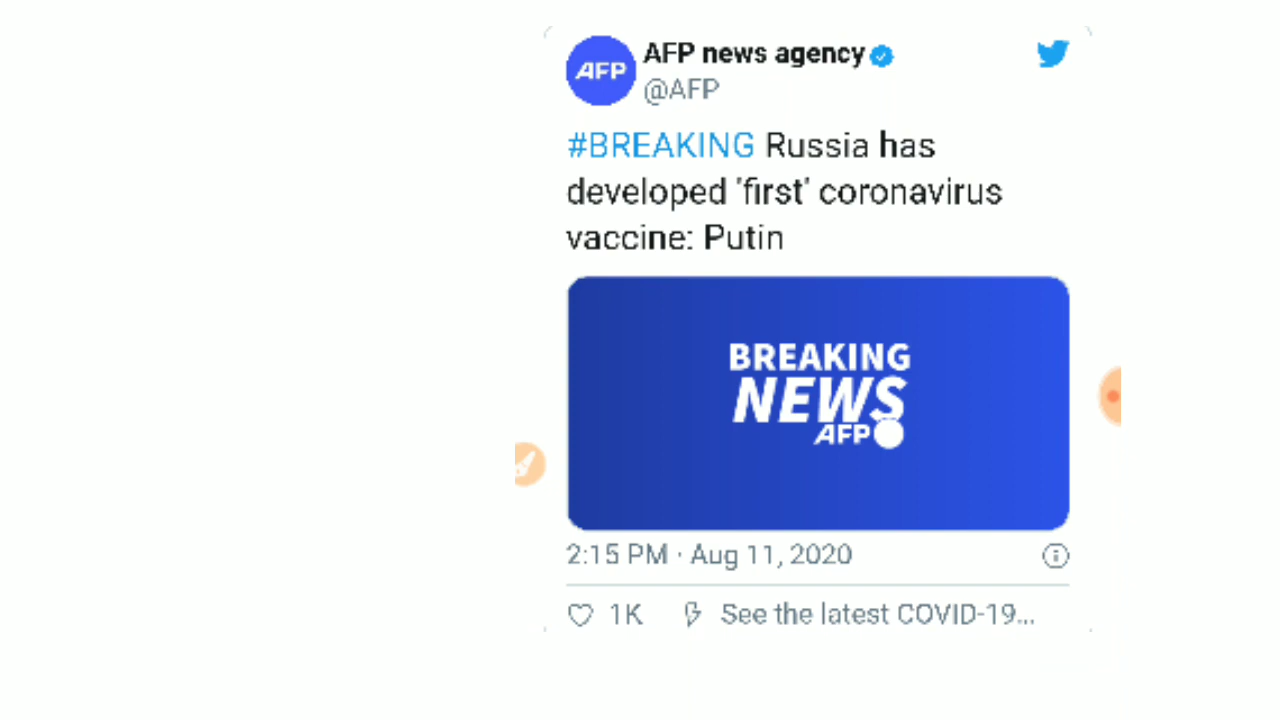 AFP
AFP news agency
@AFP
#BREAKING Russia has
developed 'first' coronavirus
vaccine: Putin
BREAKING
NEWS
AFP
2:15 PM · Aug 11, 2020
1K See the latest COVID-19...